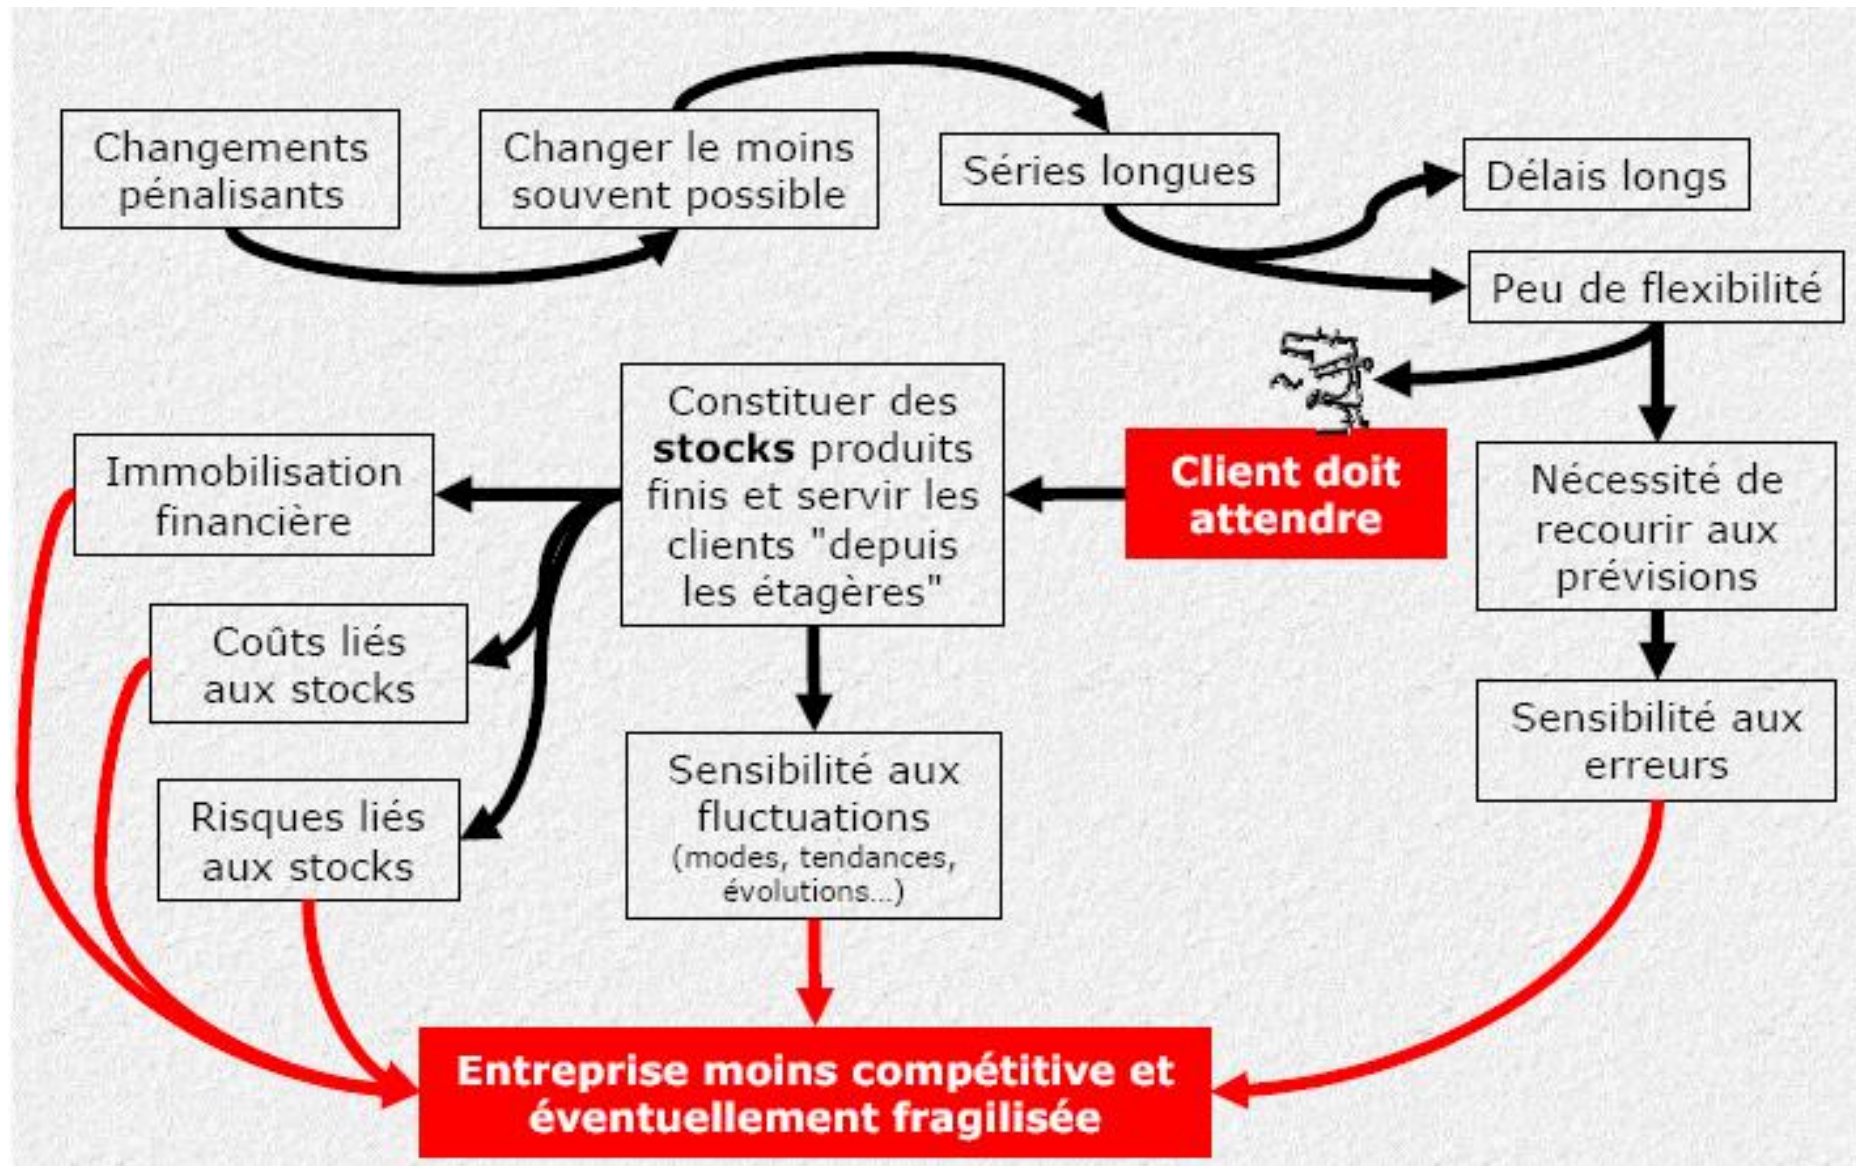 Changements
pénalisants
Changer le moins
souvent possible
Séries longues
Délais longs
Peu de flexibilité
Client doit
attendre
Nécessité de
recourir aux
prévisions
Sensibilité aux
erreurs
Constituer des
stocks produits
finis et servir les
clients "depuis
les étagères"
Immobilisation
financière
Coûts liés
aux stocks
Risques liés
aux stocks
Sensibilité aux
fluctuations
(modes, tendances,
évolutions...)
Entreprise moins compétitive et
éventuellement fragilisée